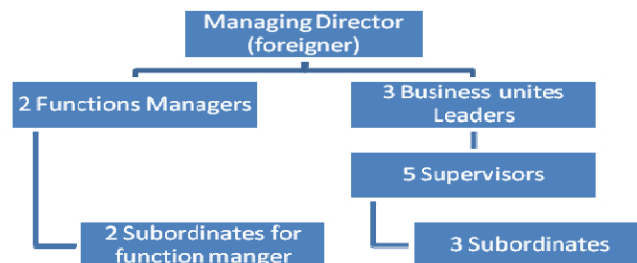 Managing Director
(foreigner)
2 Functions Managers
3 Business unites
Leaders
5 Supervisors
2 Subordinates for
function manger
3 Subordinates